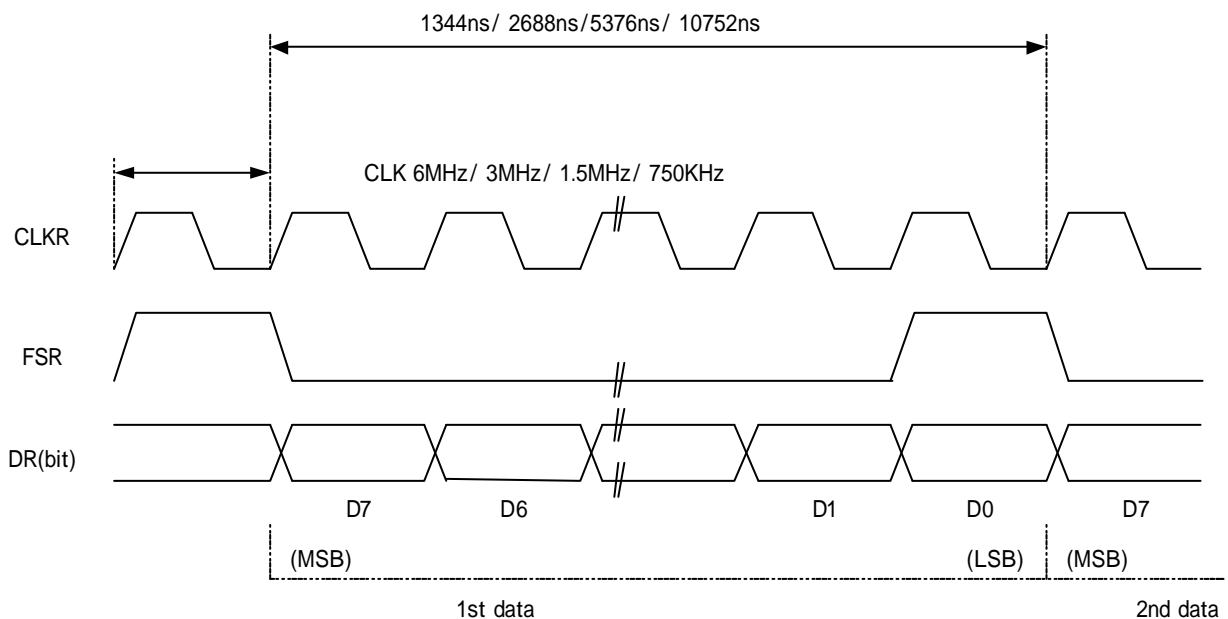 1344ns/ 2688ns/5376ns/ 10752ns
CLK 6MHz/ 3MHz/ 1.5MHz/ 750KHz
CLKR
FSR
DR(bit)
D7 D6 D1 D0 D7
(MSB) (LSB) (MSB)
1st data 2nd data